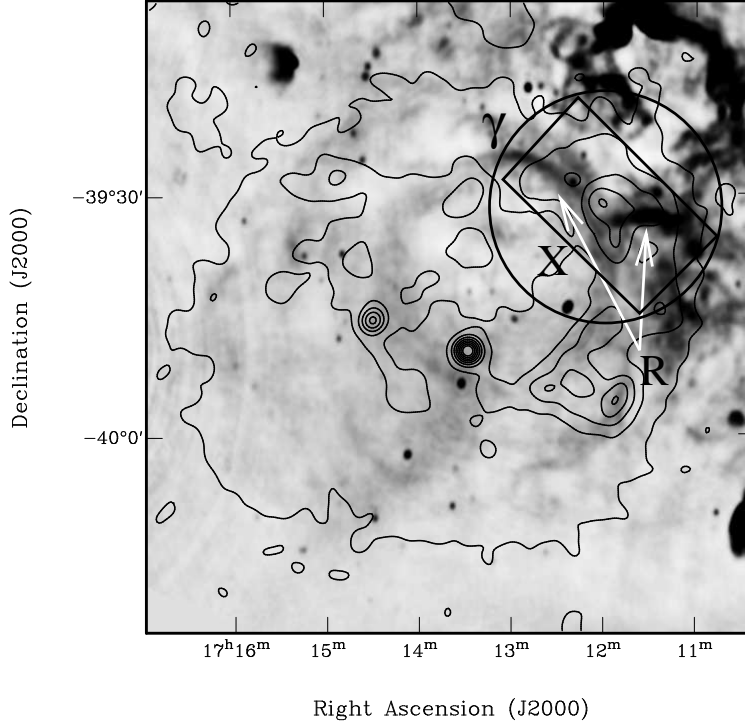 γ
−39°30′
X
R
−40°0′
Declination (J2000)
17ʰ16ᵐ 15ᵐ 14ᵐ 13ᵐ 12ᵐ 11ᵐ
Right Ascension (J2000)